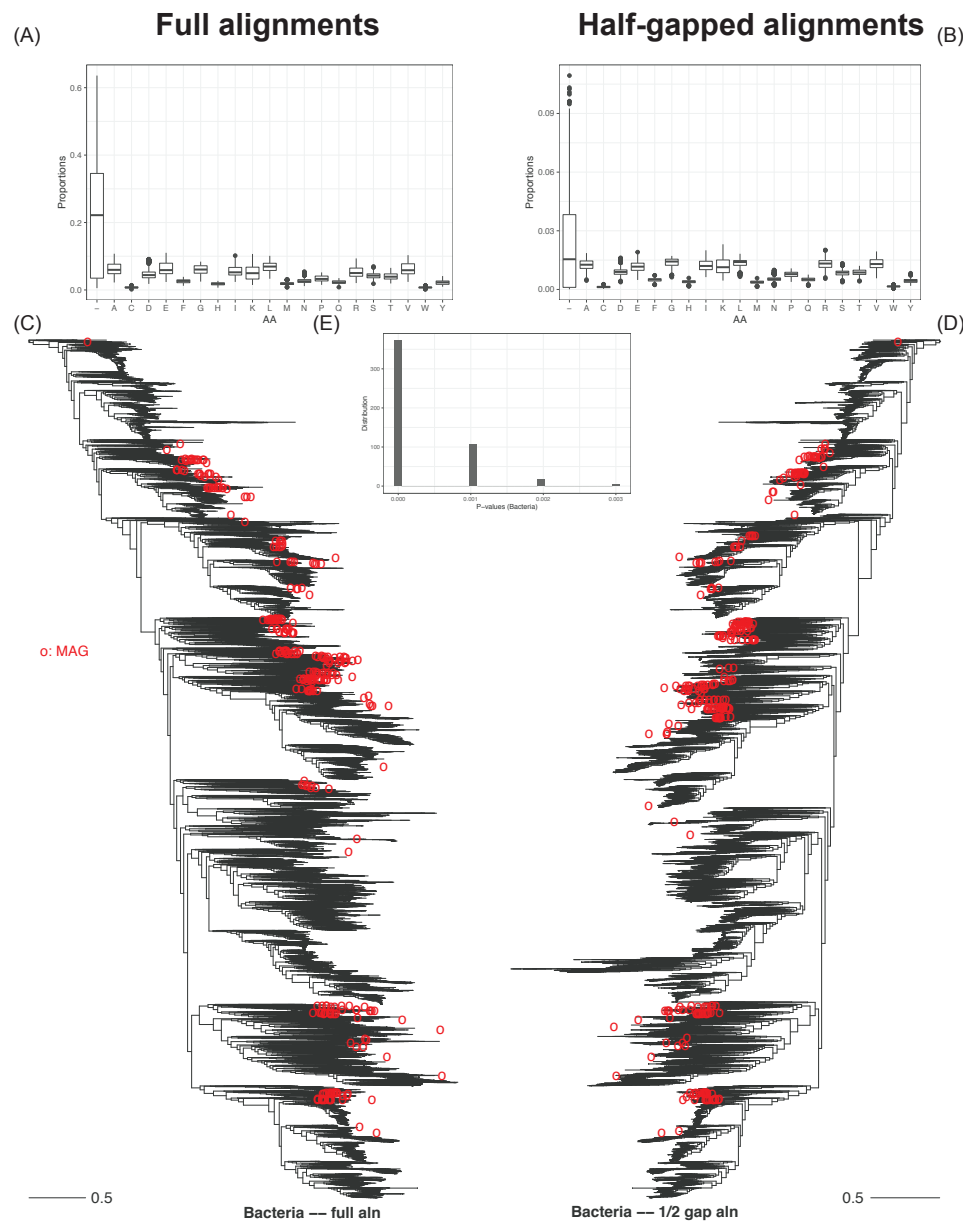 Full alignments
Half-gapped alignments
(A)
(B)
Proportions
0.6
0.4
0.2
0.0
– A C D E F G H I K L M N P Q R S T V W Y
AA
Proportions
0.09
0.06
0.03
0.00
– A C D E F G H I K L M N P Q R S T V W Y
AA
(C)
(E)
(D)
Distribution
300
200
100
0
0.000 0.001 0.002 0.003
P−values (Bacteria)
o: MAG
0.5
Bacteria −− full aln
Bacteria −− 1/2 gap aln
0.5